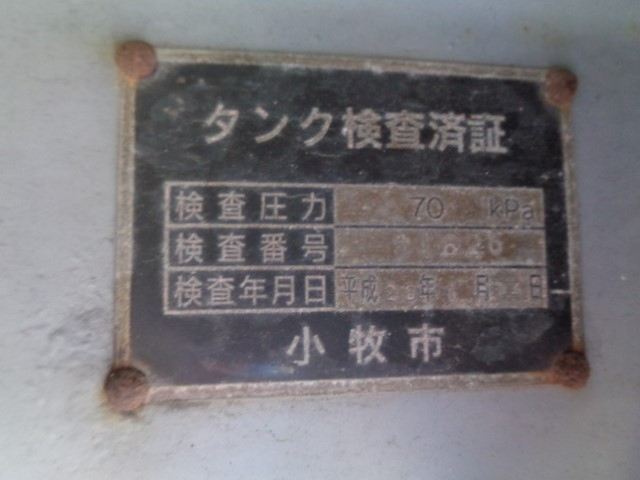 タンク検査済証
検査圧力 70 kPa
検査番号
検査年月日 平成 年 月 日
小牧市